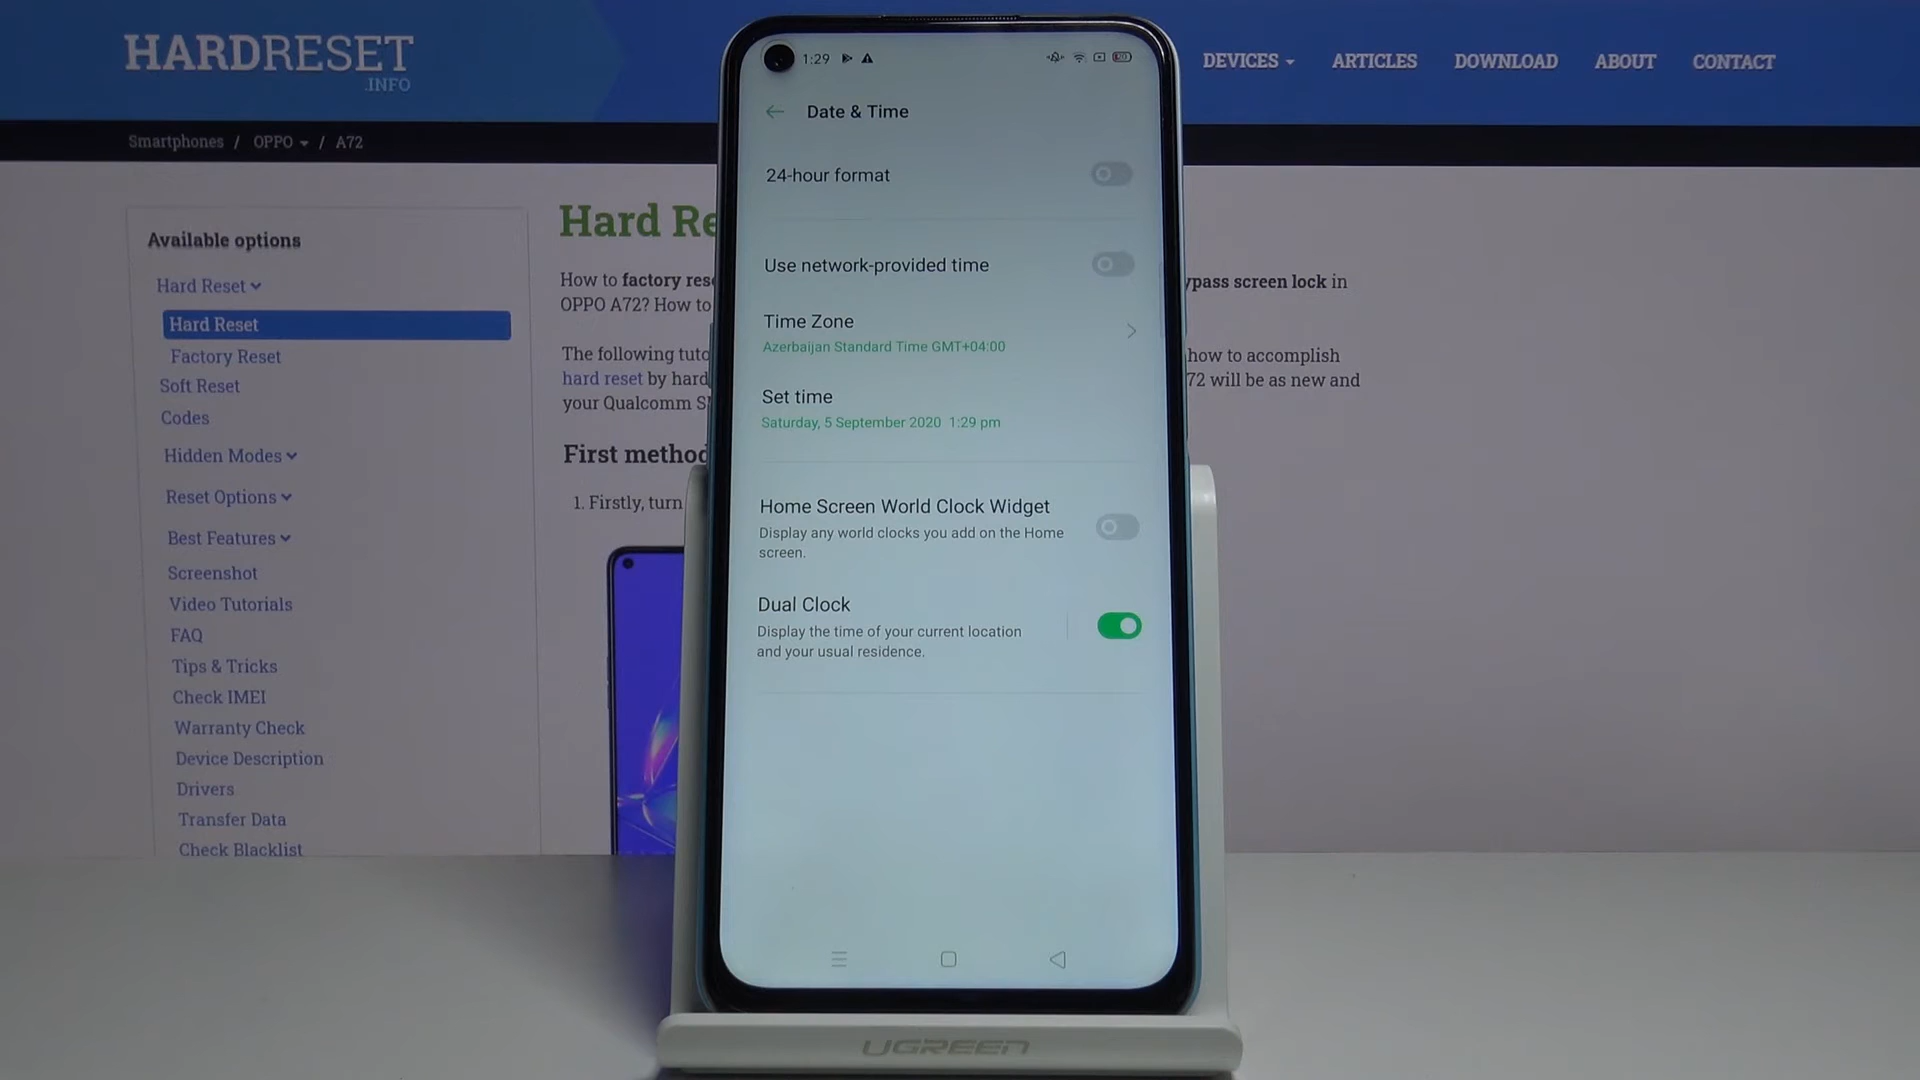 HARDRESET
.INFO
DEVICES
ARTICLES
DOWNLOAD
ABOUT
CONTACT
Smartphones / OPPO / A72
Available options
Hard Reset
Hard Reset
Factory Reset
Soft Reset
Codes
Hidden Modes
Reset Options
Best Features
Screenshot
Video Tutorials
FAQ
Tips & Tricks
Check IMEI
Warranty Check
Device Description
Drivers
Transfer Data
Check Blacklist
Hard Re
How to factory res
OPPO A72? How to
The following tuto
hard reset by hard
your Qualcomm S
First method
1. Firstly, turn
ypass screen lock in
how to accomplish
72 will be as new and
1:29
Date & Time
24-hour format
Use network-provided time
Time Zone
Azerbaijan Standard Time GMT+04:00
Set time
Saturday, 5 September 2020 1:29 pm
Home Screen World Clock Widget
Display any world clocks you add on the Home
screen.
Dual Clock
Display the time of your current location
and your usual residence.
UGREEN